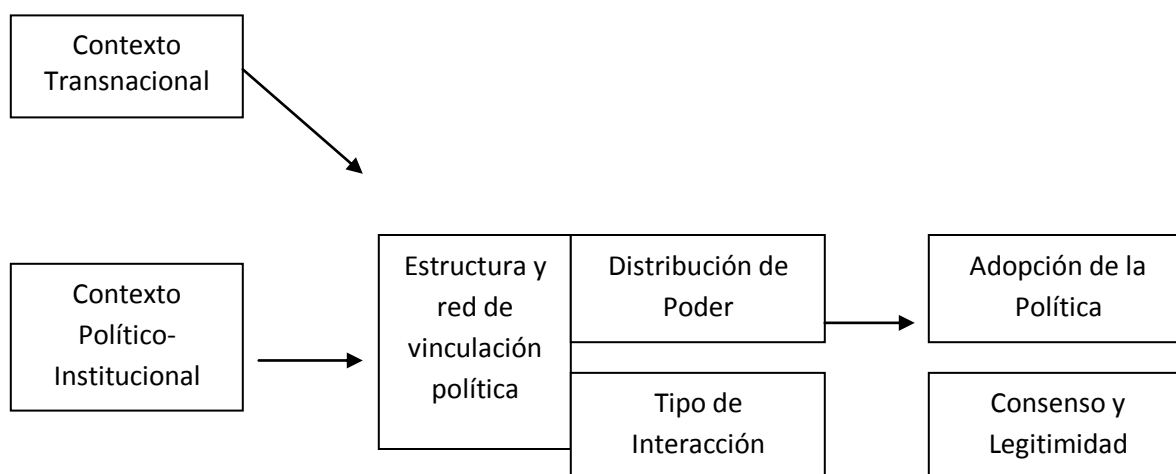 Contexto
Transnacional
Contexto
Político-
Institucional
Estructura y
red de
vinculación
política
Distribución de
Poder
Tipo de
Interacción
Adopción de la
Política
Consenso y
Legitimidad